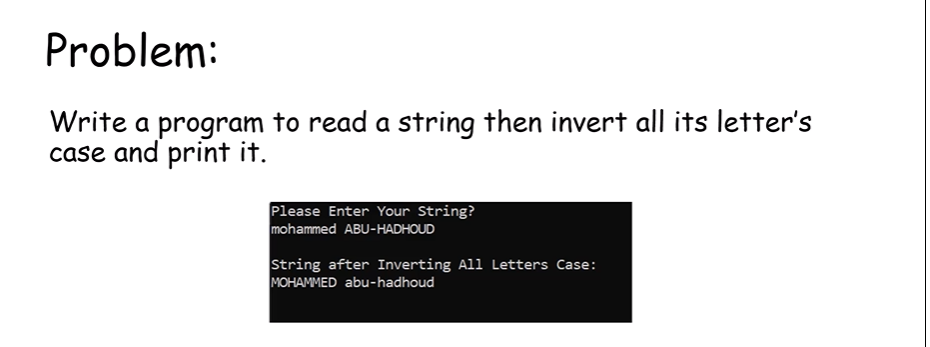 Problem:
Write a program to read a string then invert all its letter's
case and print it.
Please Enter Your String?
mohammed ABU-HADHOUD
String after Inverting All Letters Case:
MOHAMMED abu-hadhoud